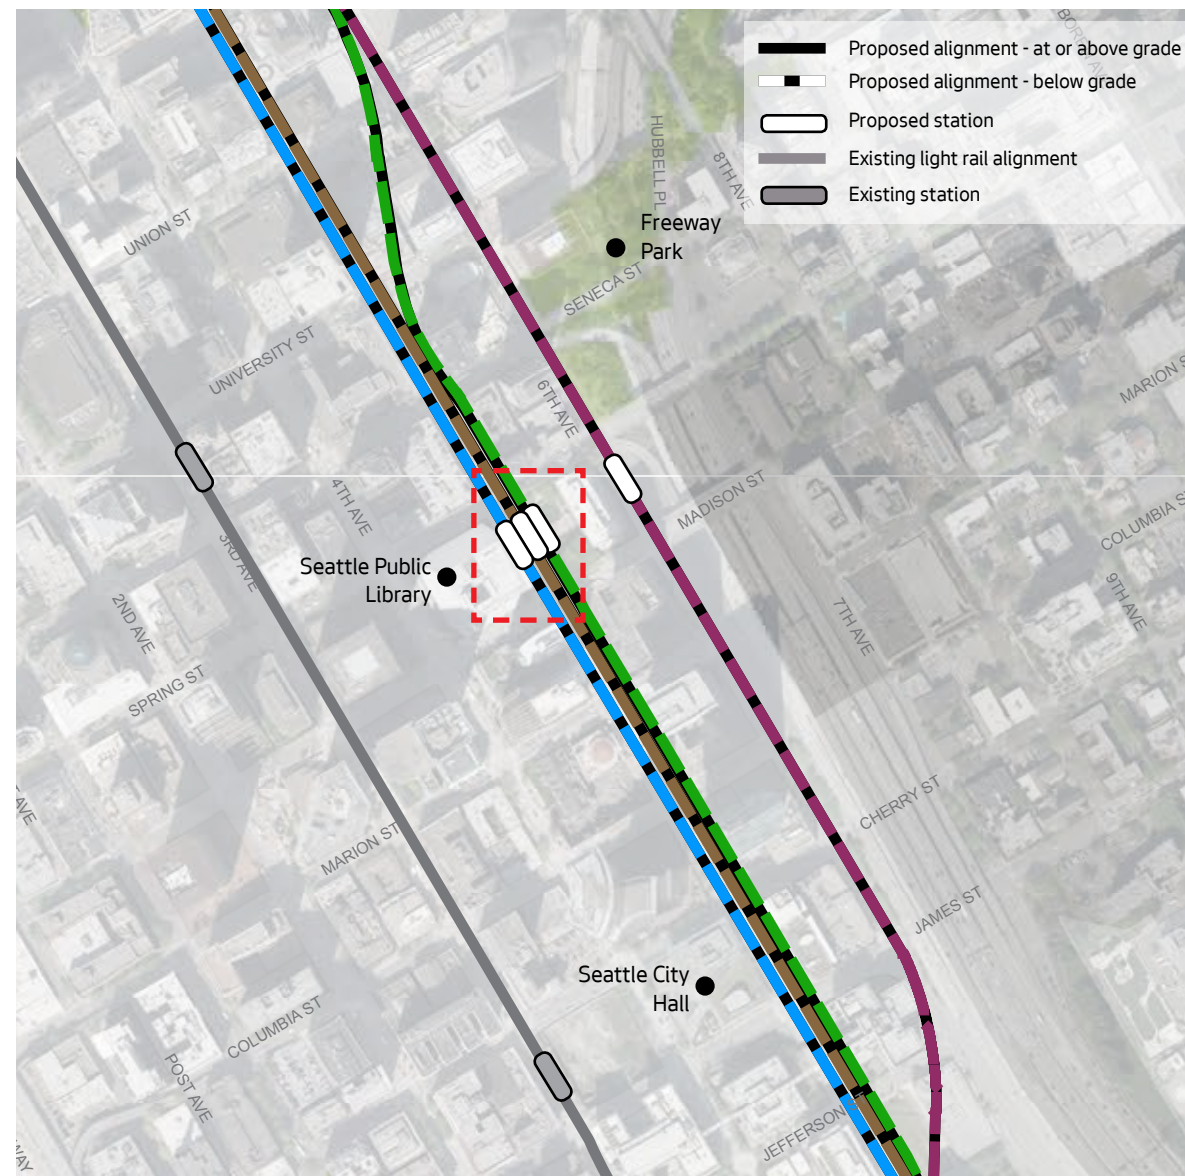 Proposed alignment - at or above grade
Proposed alignment - below grade
Proposed station
Existing light rail alignment
Existing station
HUBBELL PL
8TH AVE
Freeway
Park
UNION ST
SENECA ST
UNIVERSITY ST
MARION S
6TH AVE
4TH AVE
MADISON ST
COLUMBIA S
3RD AVE
Seattle Public
Library
2ND AVE
7TH AVE
9TH AVE
SPRING ST
AVE
CHERRY ST
MARION ST
JAMES ST
Seattle City
Hall
COLUMBIA ST
POST AVE
JEFFERSON S
WAY